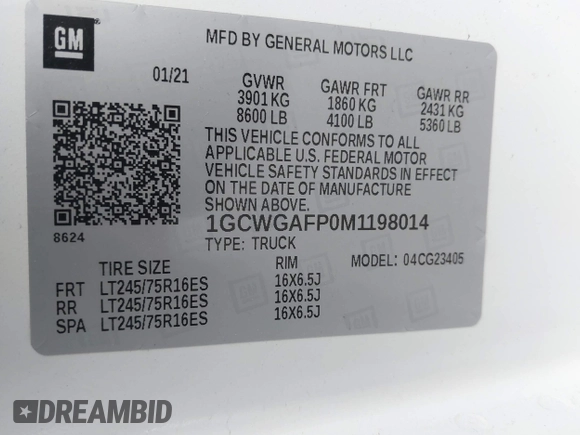 GM
MFD BY GENERAL MOTORS LLC
01/21 GVWR GAWR FRT GAWR RR
3901 KG 1860 KG 2431 KG
8600 LB 4100 LB 5360 LB
THIS VEHICLE CONFORMS TO ALL
APPLICABLE U.S. FEDERAL MOTOR
VEHICLE SAFETY STANDARDS IN EFFECT
ON THE DATE OF MANUFACTURE
SHOWN ABOVE.
8624
1GCWGAFP0M1198014
TYPE: TRUCK
TIRE SIZE RIM MODEL: 04CG23405
FRT LT245/75R16ES 16X6.5J
RR LT245/75R16ES 16X6.5J
SPA LT245/75R16ES 16X6.5J
DREAMBID